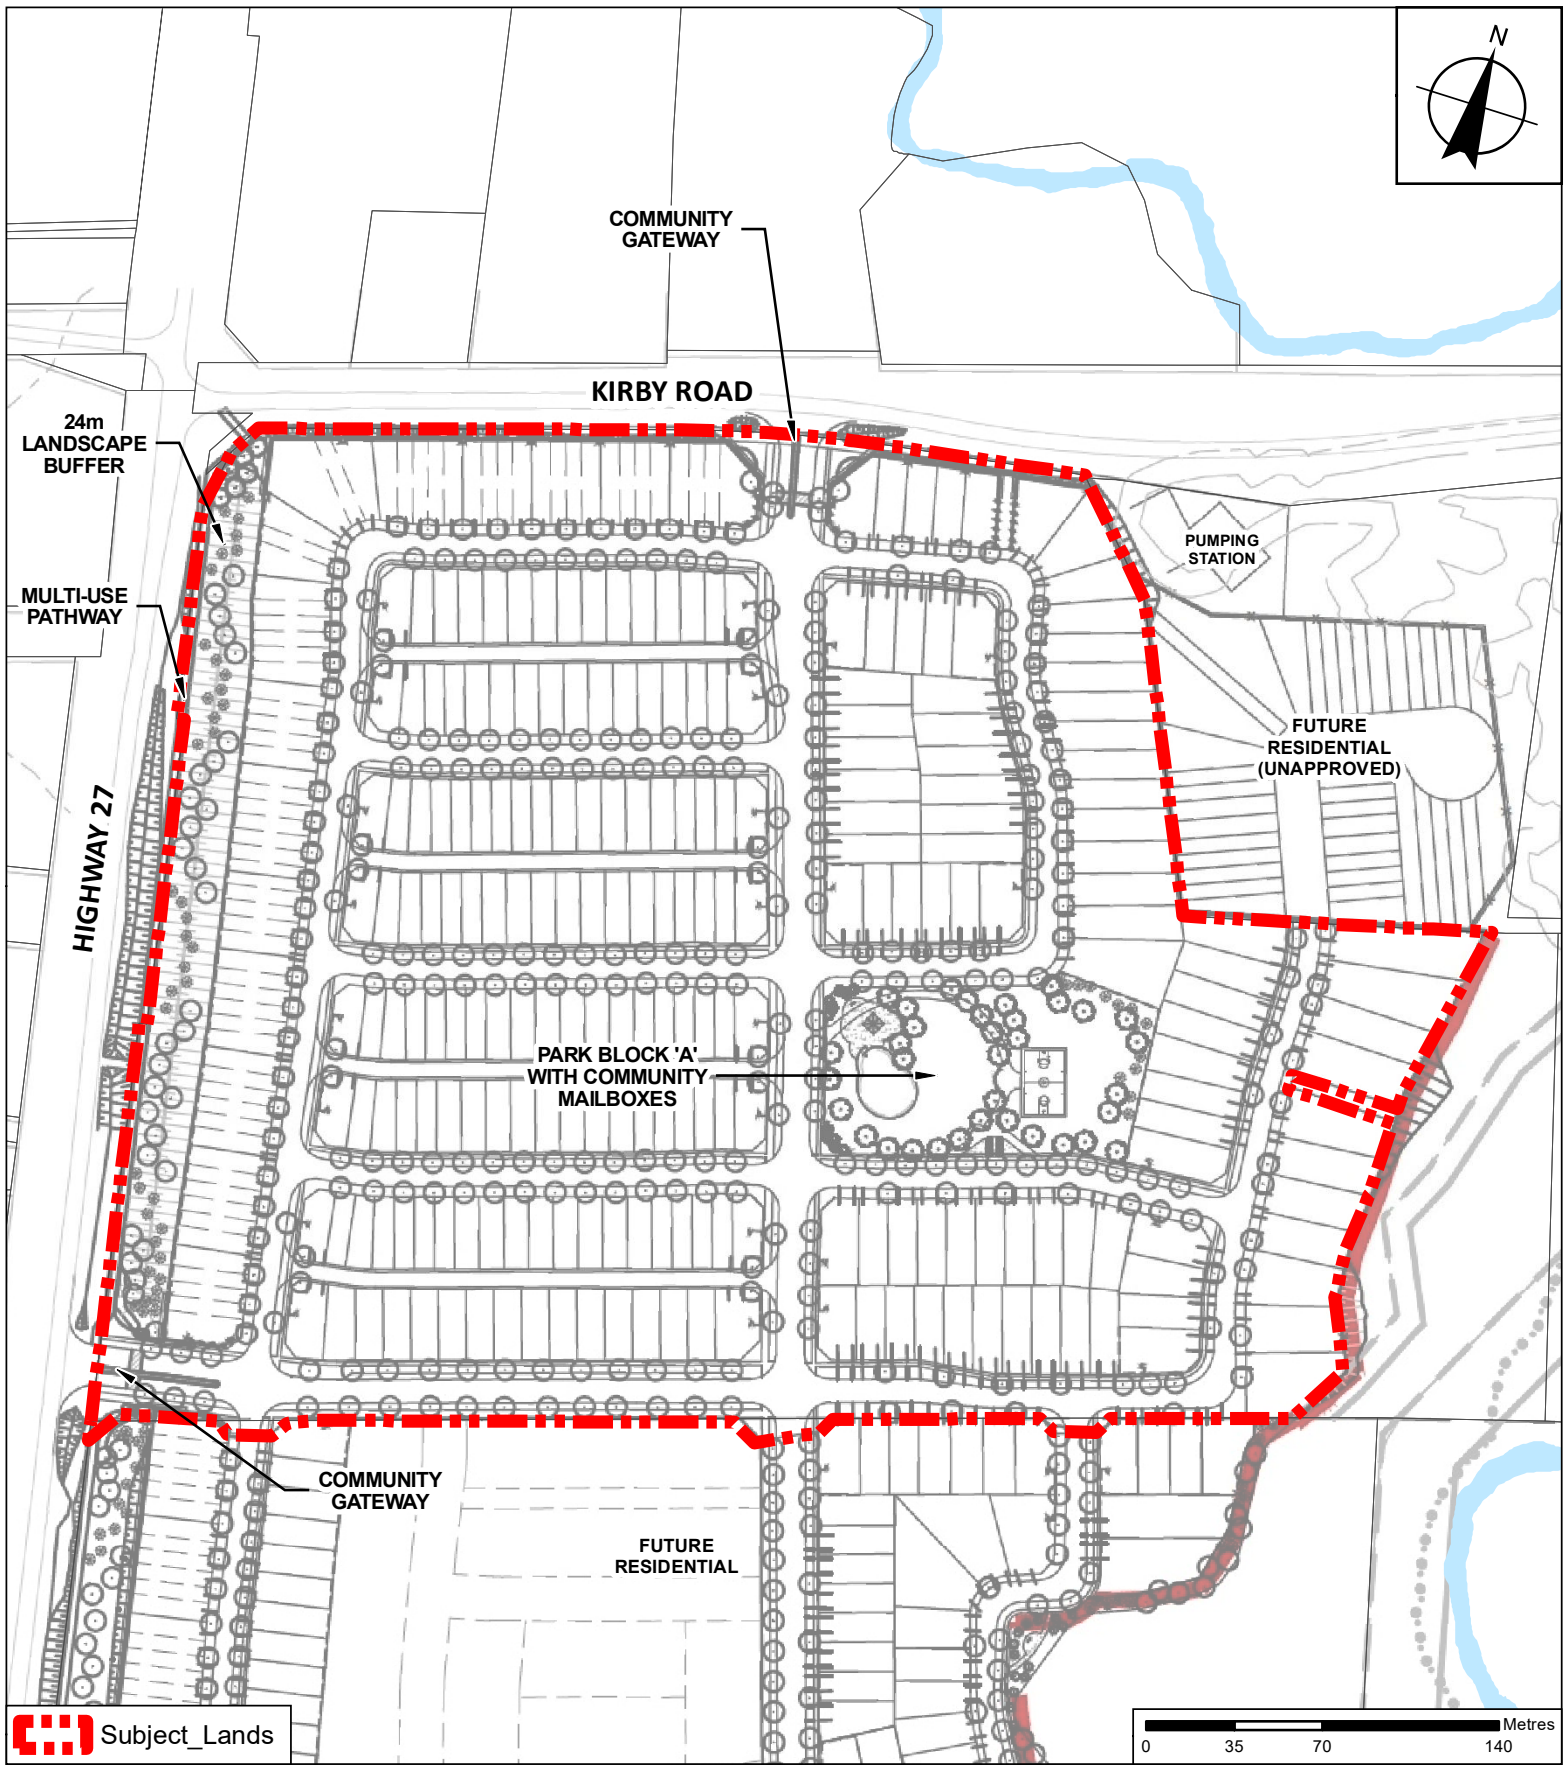 N
COMMUNITY
GATEWAY
KIRBY ROAD
24m
LANDSCAPE
BUFFER
PUMPING
STATION
MULTI-USE
PATHWAY
FUTURE
RESIDENTIAL
(UNAPPROVED)
HIGHWAY 27
PARK BLOCK 'A'
WITH COMMUNITY
MAILBOXES
COMMUNITY
GATEWAY
FUTURE
RESIDENTIAL
Subject_Lands
Metres
0 35 70 140